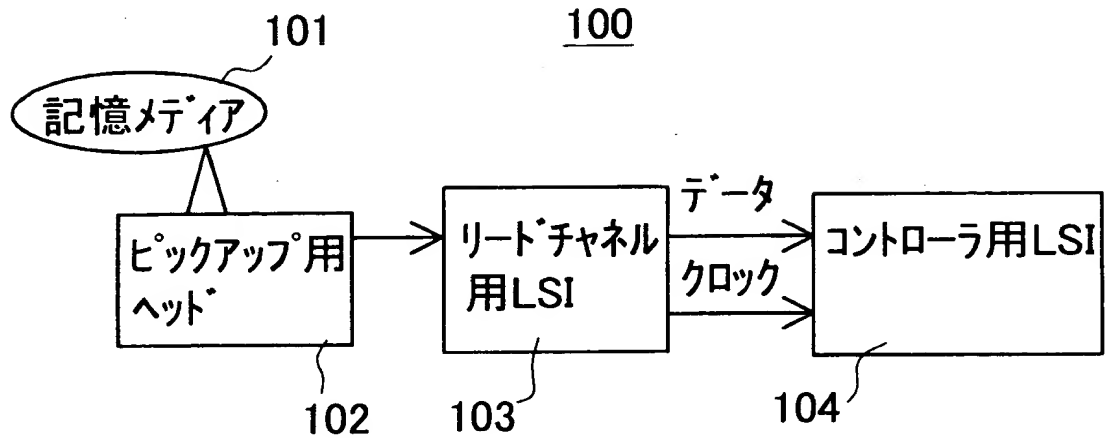 100
101
記憶メディア
ピックアップ用
ヘッド
102
リードチャネル
用LSI
103
データ
クロック
コントローラ用LSI
104